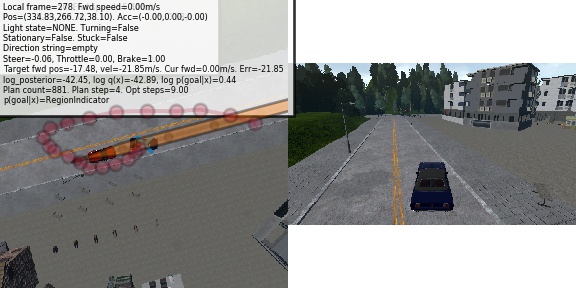 Local frame=278. Fwd speed=0.00m/s
Pos=(334.83,266.72,38.10). Acc=(-0.00,0.00,-0.00)
Light state=NONE. Turning=False
Stationary=False. Stuck=False
Direction string=empty
Steer=-0.06, Throttle=0.00, Brake=1.00
Target fwd pos=-17.48, vel=-21.85m/s. Cur fwd=0.00m/s. Err=-21.85
log_posterior=-42.45, log q(x)=-42.89, log p(goal|x)=0.44
Plan count=881. Plan step=4. Opt steps=9.00
p(goal|x)=RegionIndicator